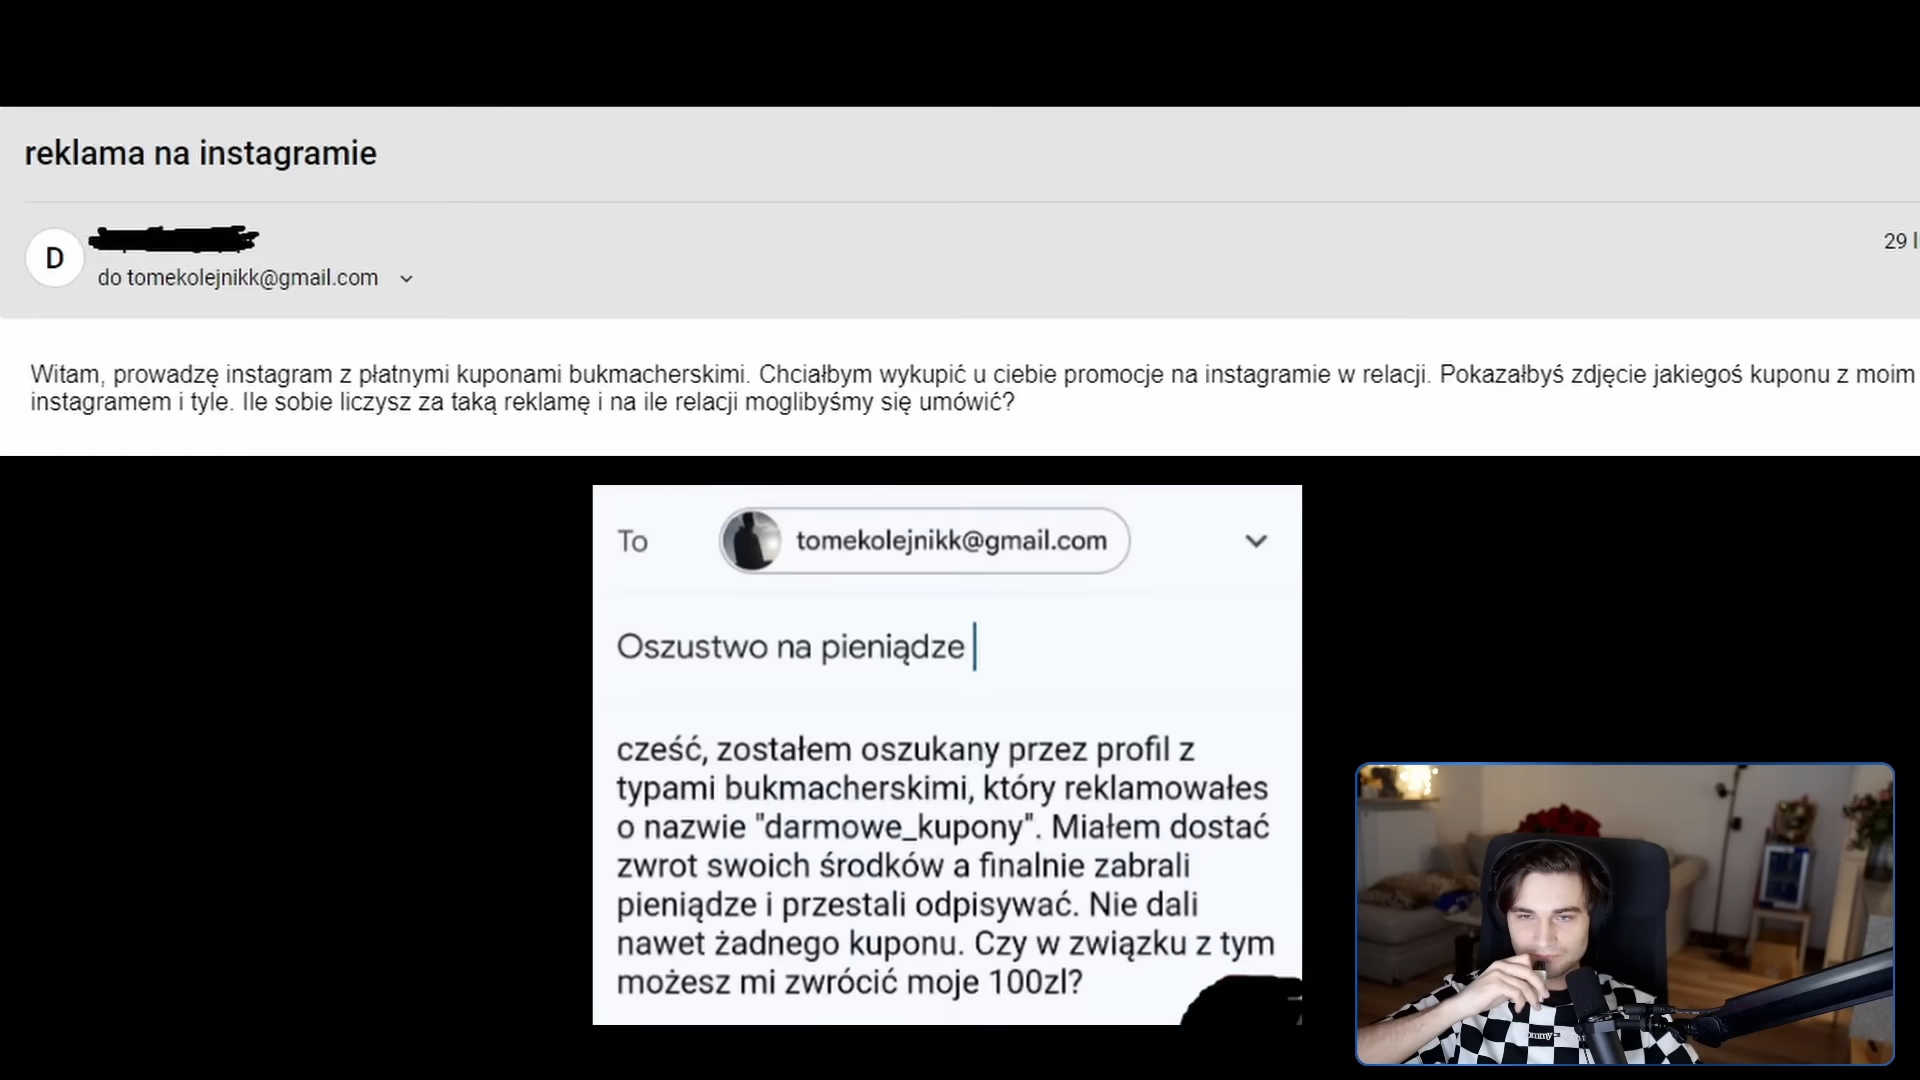 reklama na instagramie
D
29
do tomekolejnikk@gmail.com
Witam, prowadzę instagram z płatnymi kuponami bukmacherskimi. Chciałbym wykupić u ciebie promocje na instagramie w relacji. Pokazałbyś zdjęcie jakiegoś kuponu z moim
instagramem i tyle. Ile sobie liczysz za taką reklamę i na ile relacji moglibyśmy się umówić?
To tomekolejnikk@gmail.com
Oszustwo na pieniądze
cześć, zostałem oszukany przez profil z
typami bukmacherskimi, który reklamowałes
o nazwie "darmowe_kupony". Miałem dostać
zwrot swoich środków a finalnie zabrali
pieniądze i przestali odpisywać. Nie dali
nawet żadnego kuponu. Czy w związku z tym
możesz mi zwrócić moje 100zl?